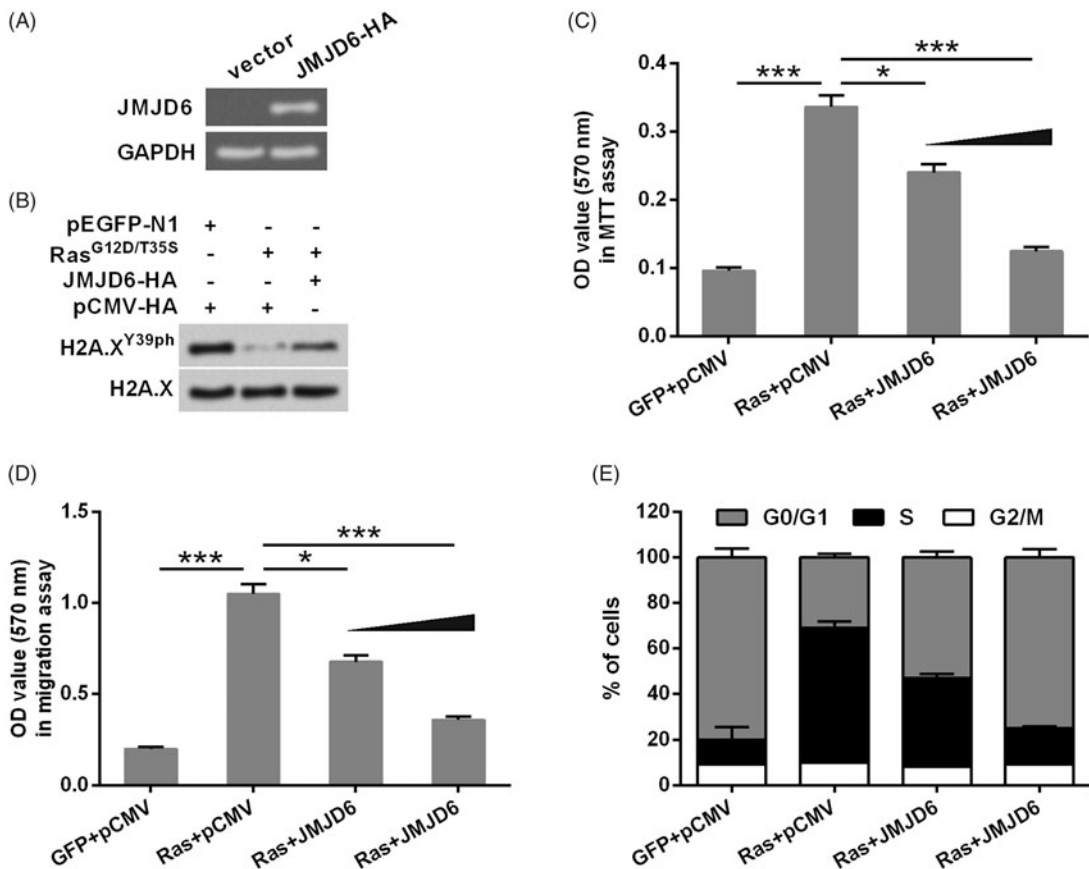 (A)
vector
JMJD6-HA
JMJD6
GAPDH
(B)
pEGFP-N1 + - -
Ras^G12D/T35S - + +
JMJD6-HA - - +
pCMV-HA + + -
H2A.X^Y39ph
H2A.X
(C)
OD value (570 nm)
in MTT assay
0.4
0.3
0.2
0.1
0.0
*** * ***
GFP+pCMV
Ras+pCMV
Ras+JMJD6
Ras+JMJD6
(D)
OD value (570 nm)
in migration assay
1.5
1.0
0.5
0.0
*** * ***
GFP+pCMV
Ras+pCMV
Ras+JMJD6
Ras+JMJD6
(E)
% of cells
120
100
80
60
40
20
0
G0/G1 S G2/M
GFP+pCMV
Ras+pCMV
Ras+JMJD6
Ras+JMJD6